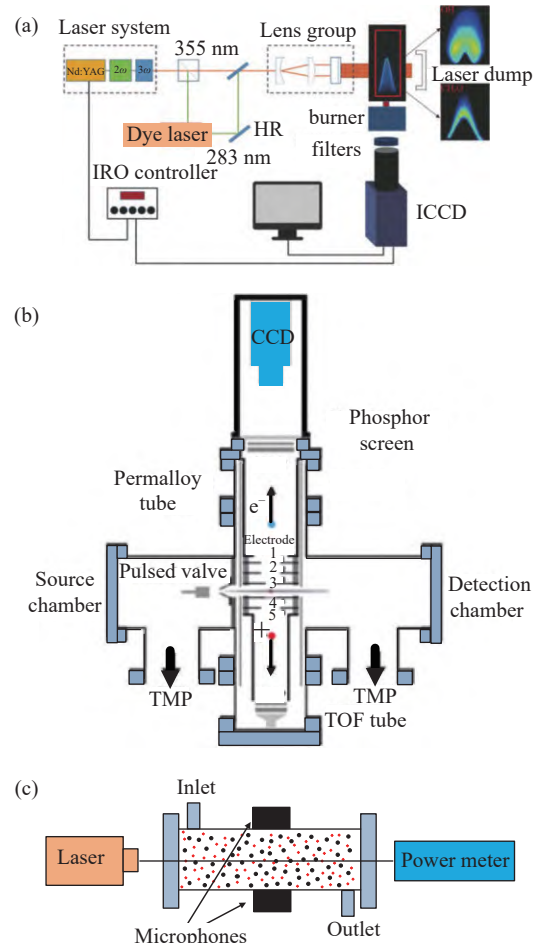 (a)
Laser system
355 nm
Lens group
Nd:YAG
2ω
3ω
Laser dump
Dye laser
HR
283 nm
burner
filters
IRO controller
ICCD
(b)
CCD
Phosphor
screen
Permalloy
tube
e⁻
Electrode
1
2
3
4
5
Source
chamber
Pulsed valve
Detection
chamber
+
TMP
TMP
TOF tube
(c)
Inlet
Laser
Power meter
Outlet
Microphones